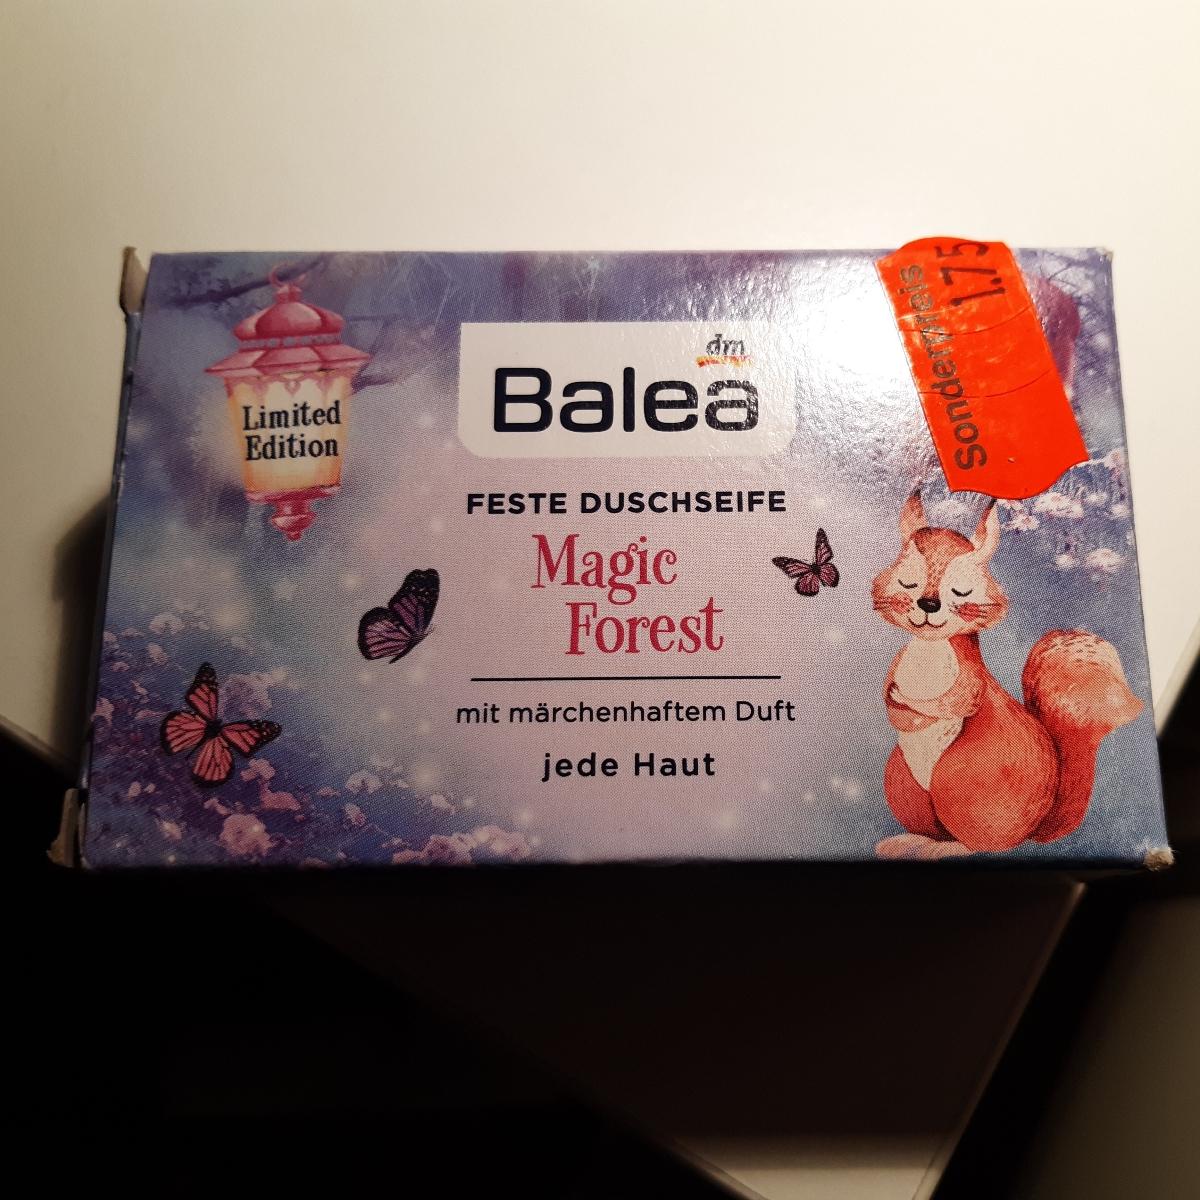 Limited
Edition
dm
Balea
FESTE DUSCHSEIFE
Magic
Forest
mit märchenhaftem Duft
jede Haut
Sonderpreis
1.75